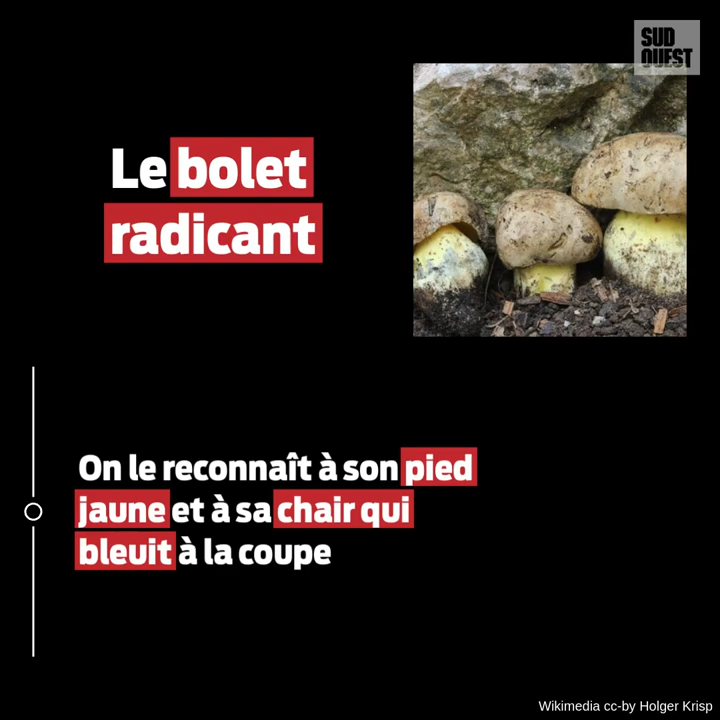 SUD
OUEST
Le bolet
radicant
On le reconnaît à son pied
jaune et à sa chair qui
bleuit à la coupe
Wikimedia cc-by Holger Krisp